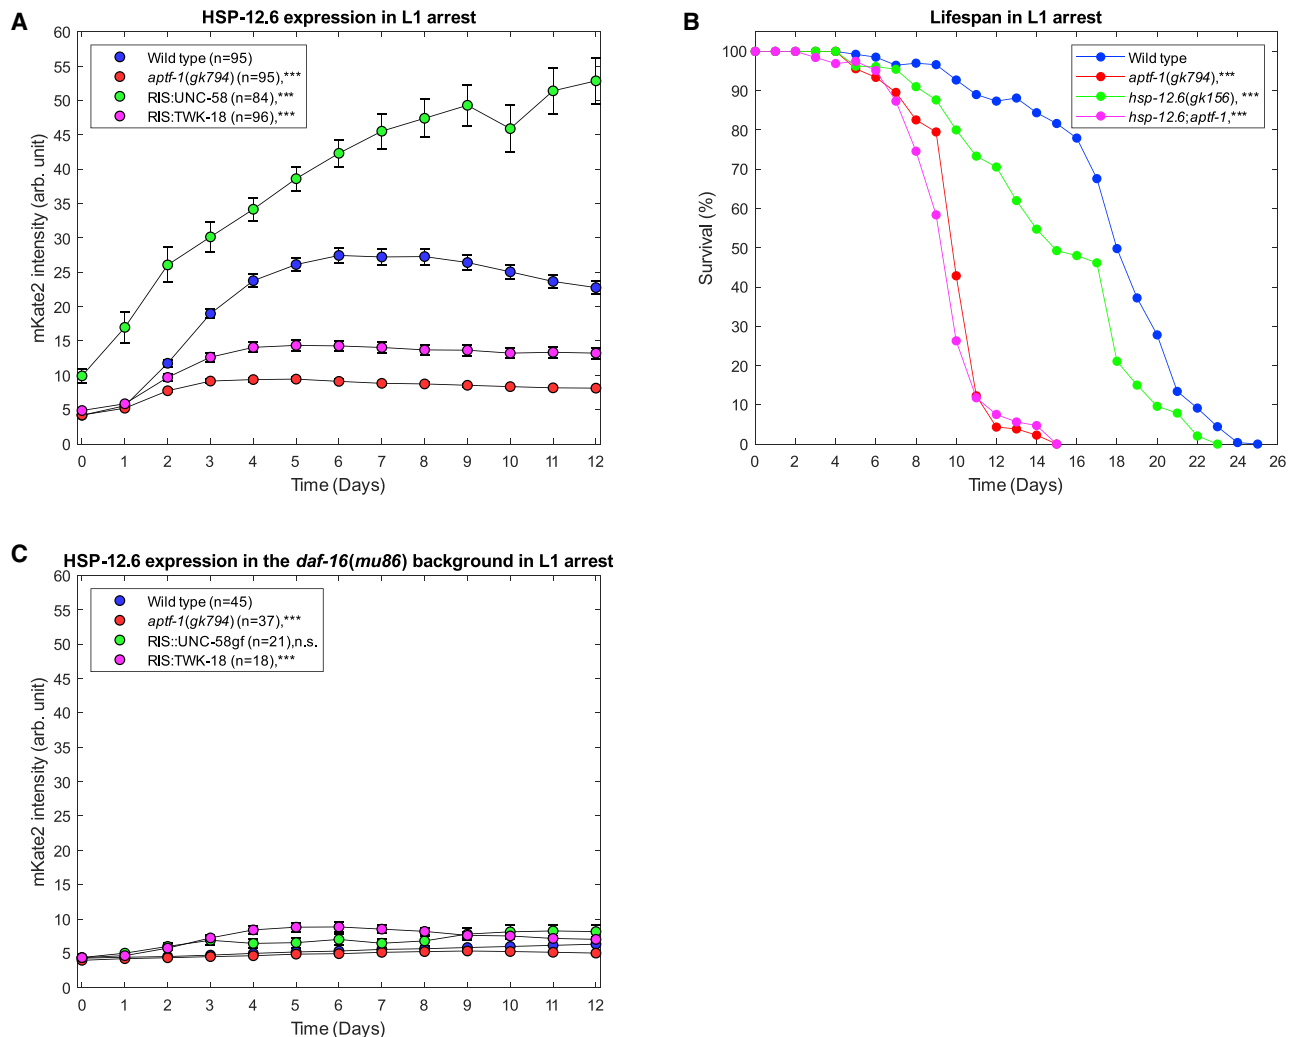 A
HSP-12.6 expression in L1 arrest
60
55
50
45
40
35
30
25
20
15
10
5
0
mKate2 intensity (arb. unit)
Wild type (n=95)
aptf-1(gk794) (n=95),***
RIS:UNC-58 (n=84),***
RIS:TWK-18 (n=96),***
0 1 2 3 4 5 6 7 8 9 10 11 12
Time (Days)
B
Lifespan in L1 arrest
100
90
80
70
60
50
40
30
20
10
0
Survival (%)
Wild type
aptf-1(gk794),***
hsp-12.6(gk156), ***
hsp-12.6;aptf-1,***
0 2 4 6 8 10 12 14 16 18 20 22 24 26
Time (Days)
C
HSP-12.6 expression in the daf-16(mu86) background in L1 arrest
60
55
50
45
40
35
30
25
20
15
10
5
0
mKate2 intensity (arb. unit)
Wild type (n=45)
aptf-1(gk794) (n=37),***
RIS::UNC-58gf (n=21),n.s.
RIS:TWK-18 (n=18),***
0 1 2 3 4 5 6 7 8 9 10 11 12
Time (Days)